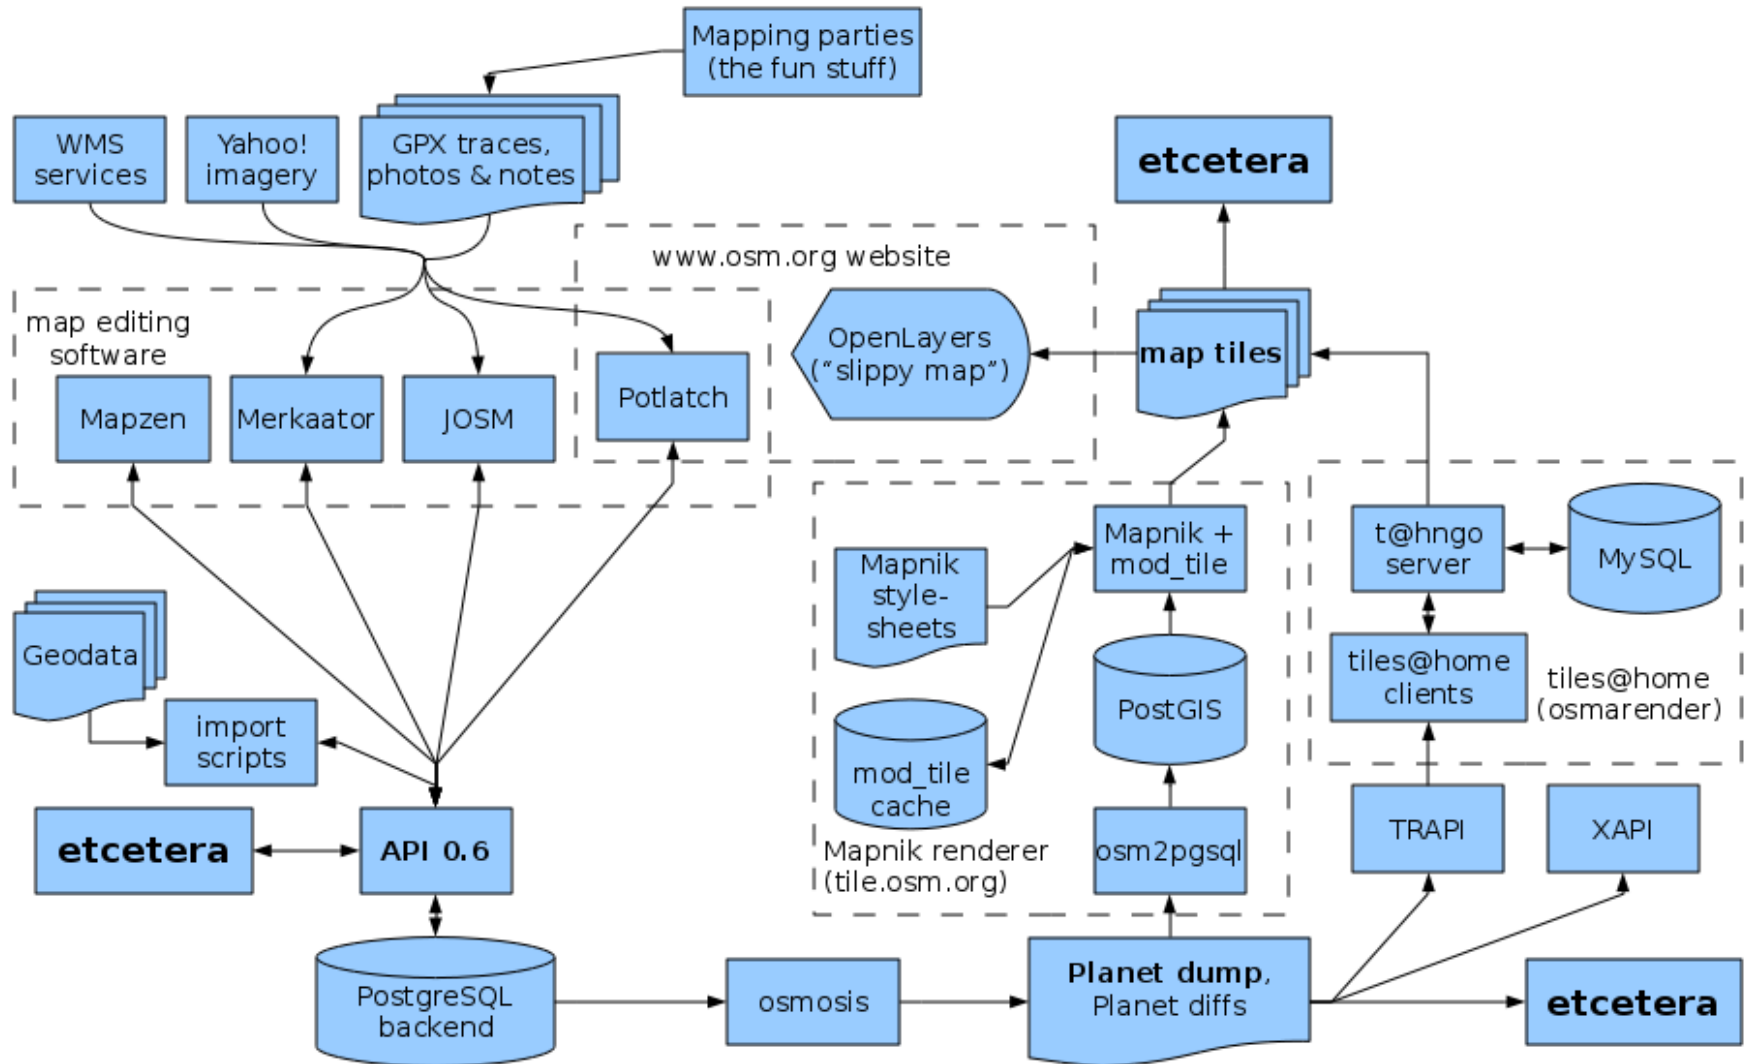 Mapping parties
(the fun stuff)
WMS
services
Yahoo!
imagery
GPX traces,
photos & notes
etcetera
www.osm.org website
map editing
software
OpenLayers
(“slippy map”)
map tiles
Mapzen
Merkaator
JOSM
Potlatch
Mapnik
style-
sheets
Mapnik +
mod_tile
t@hngo
server
MySQL
Geodata
import
scripts
mod_tile
cache
PostGIS
tiles@home
clients
tiles@home
(osmarender)
etcetera
API 0.6
Mapnik renderer
(tile.osm.org)
osm2pgsql
TRAPI
XAPI
PostgreSQL
backend
osmosis
Planet dump,
Planet diffs
etcetera